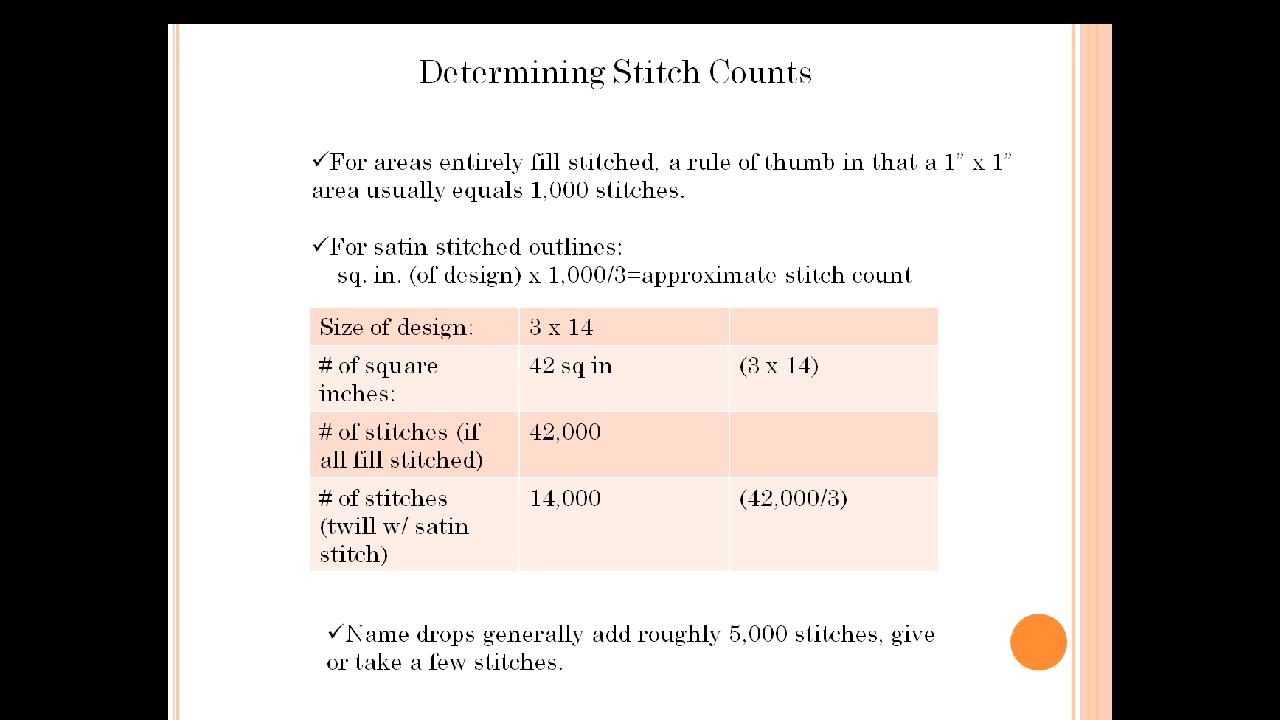 Determining Stitch Counts
✓For areas entirely fill stitched, a rule of thumb in that a 1” x 1”
area usually equals 1,000 stitches.
✓For satin stitched outlines:
sq. in. (of design) x 1,000/3=approximate stitch count
Size of design: 3 x 14
# of square 42 sq in (3 x 14)
inches:
# of stitches (if 42,000
all fill stitched)
# of stitches 14,000 (42,000/3)
(twill w/ satin
stitch)
✓Name drops generally add roughly 5,000 stitches, give
or take a few stitches.